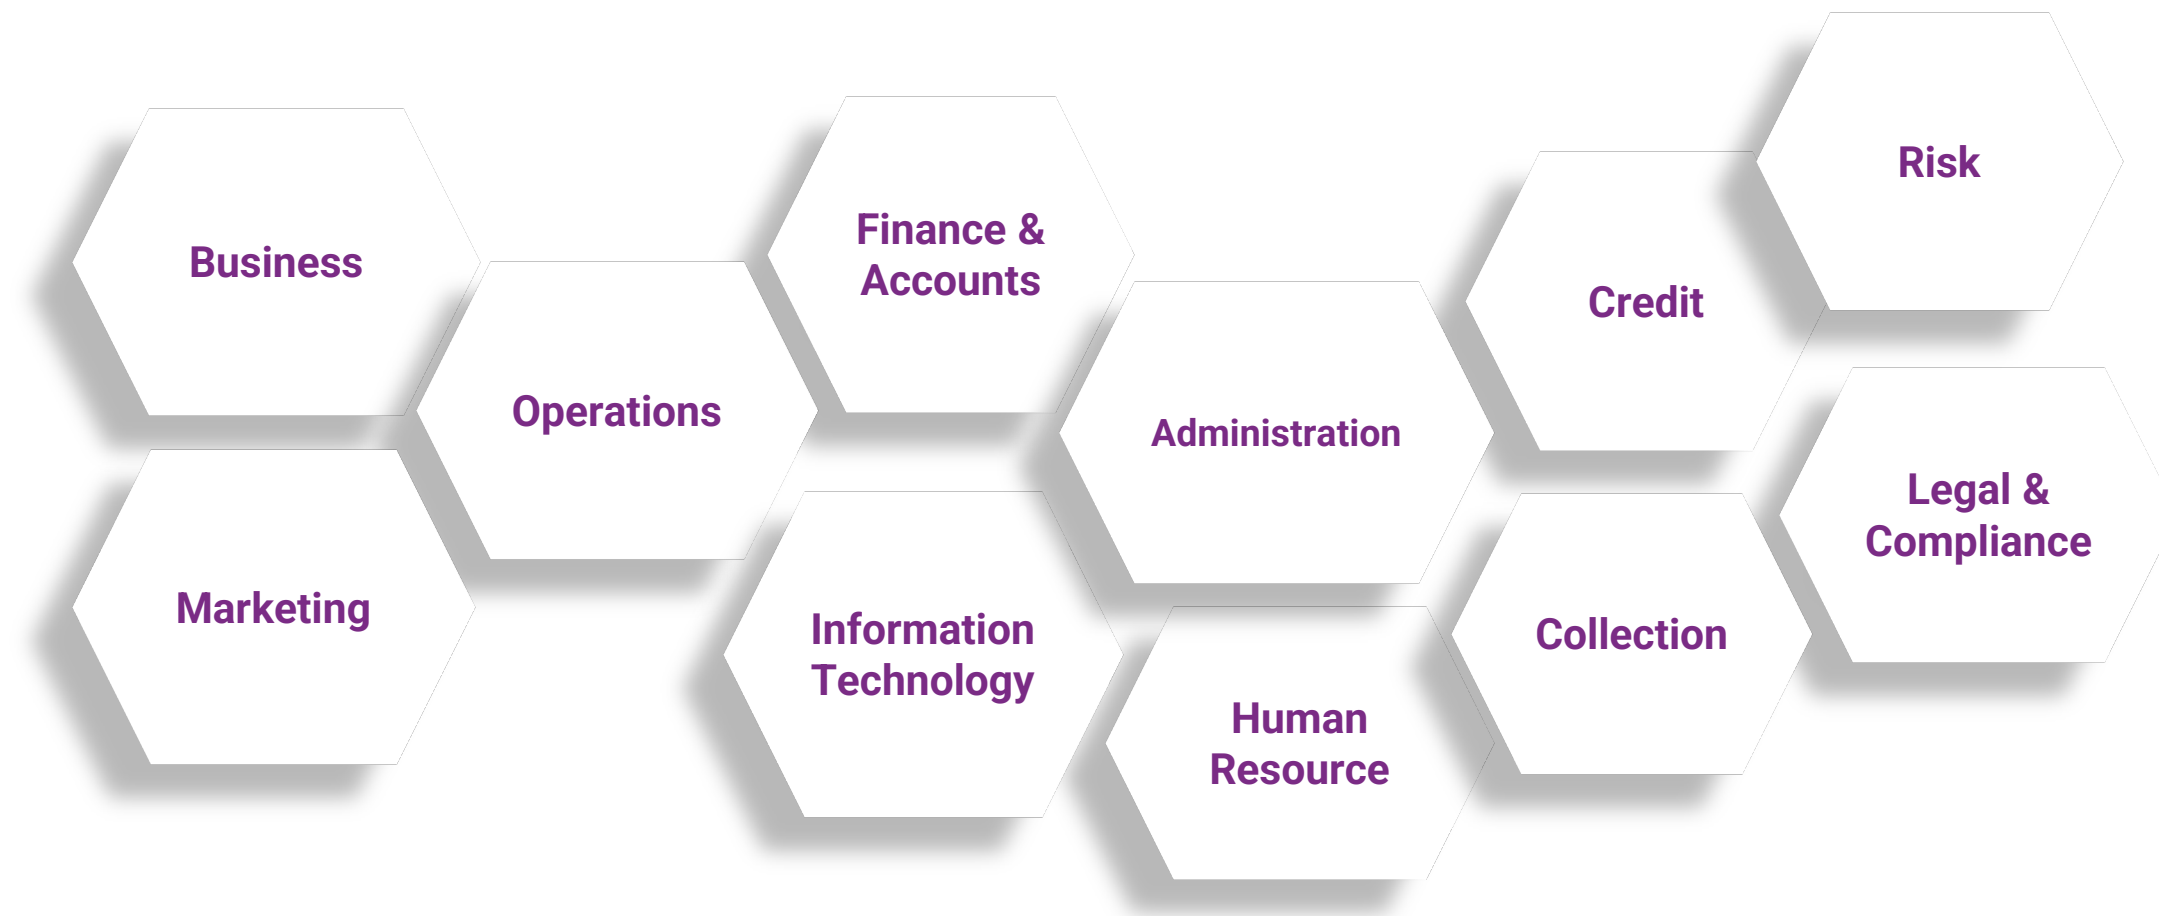 Business
Marketing
Operations
Finance &
Accounts
Information
Technology
Administration
Human
Resource
Credit
Collection
Risk
Legal &
Compliance